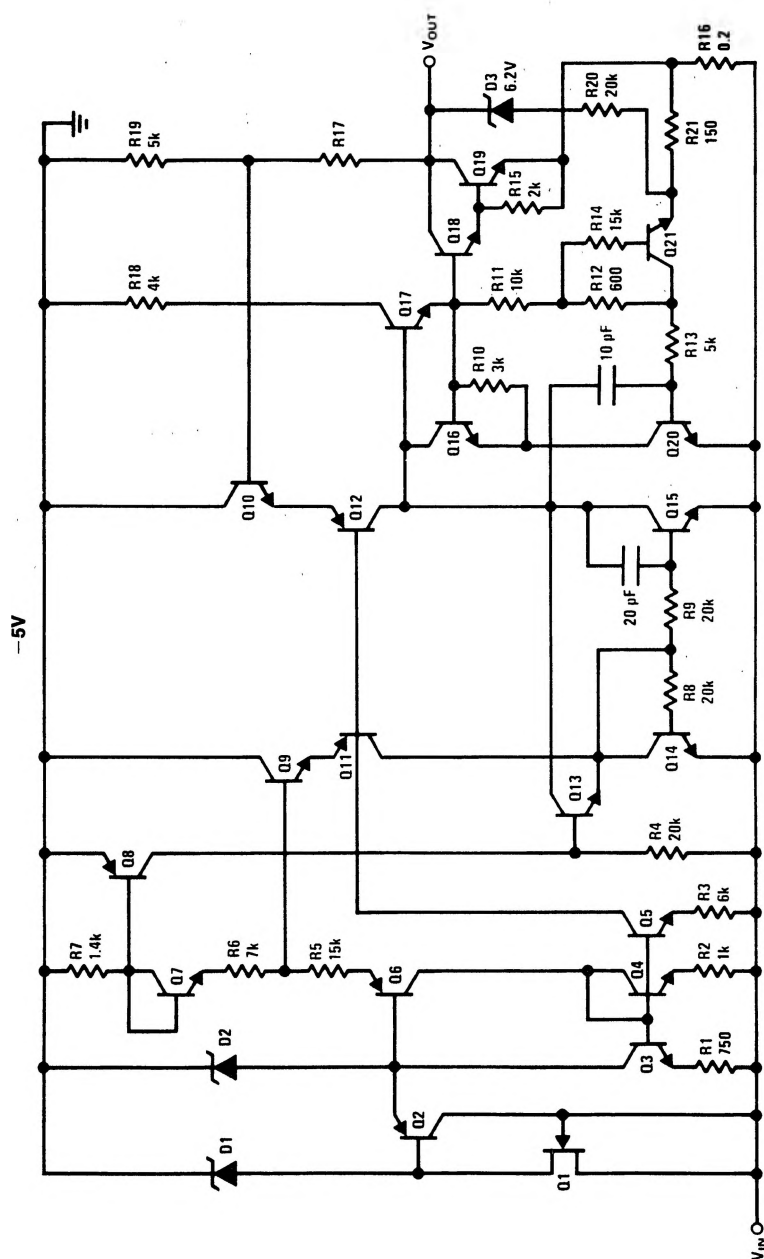 −5V
R7
1.4k
Q8
R19
5k
R18
4k
D1
D2
Q7
R6
7k
Q9
Q10
R17
VOUT
R5
15k
Q11
Q12
Q17
Q18
Q19
D3
6.2V
Q2
Q6
R15
2k
R20
20k
Q16
R10
3k
R11
10k
R14
15k
Q1
Q3
Q4
Q5
Q13
10 pF
R12
600
Q21
R21
150
R8
20k
R9
20k
20 pF
R13
5k
R1
750
R2
1k
R3
6k
R4
20k
Q14
Q15
Q20
R16
0.2
VIN